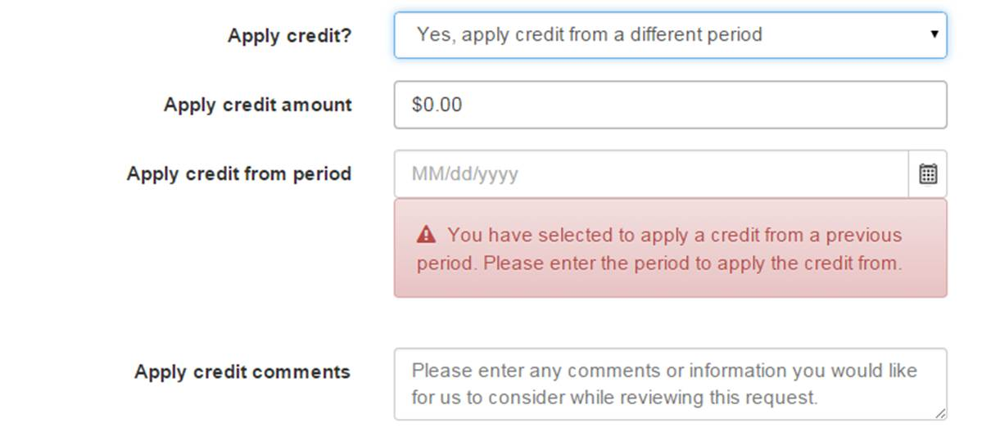 Apply credit? Yes, apply credit from a different period
Apply credit amount $0.00
Apply credit from period MM/dd/yyyy
You have selected to apply a credit from a previous
period. Please enter the period to apply the credit from.
Apply credit comments Please enter any comments or information you would like
for us to consider while reviewing this request.